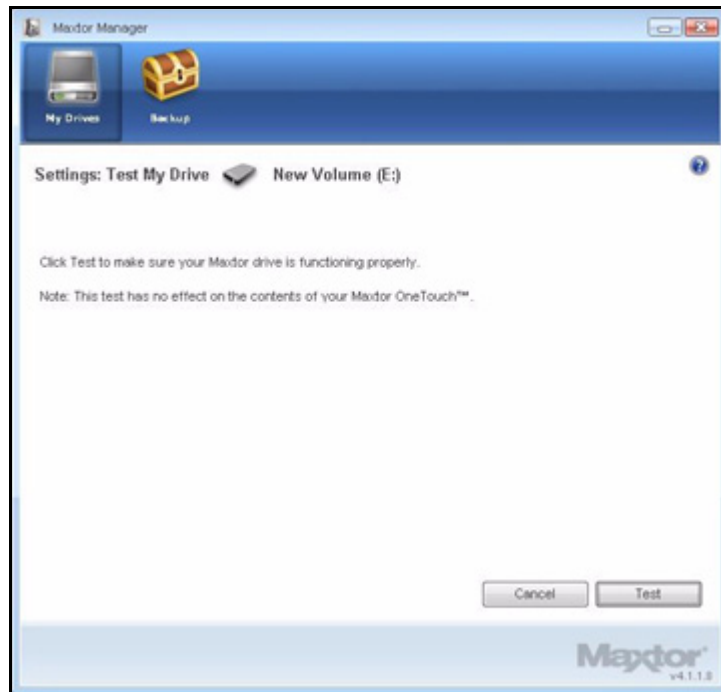 Maxtor Manager
My Drives
Backup
Settings: Test My Drive New Volume (E:)
Click Test to make sure your Maxtor drive is functioning properly.
Note: This test has no effect on the contents of your Maxtor OneTouch™.
Cancel
Test
Maxtor
v4.1.1.0